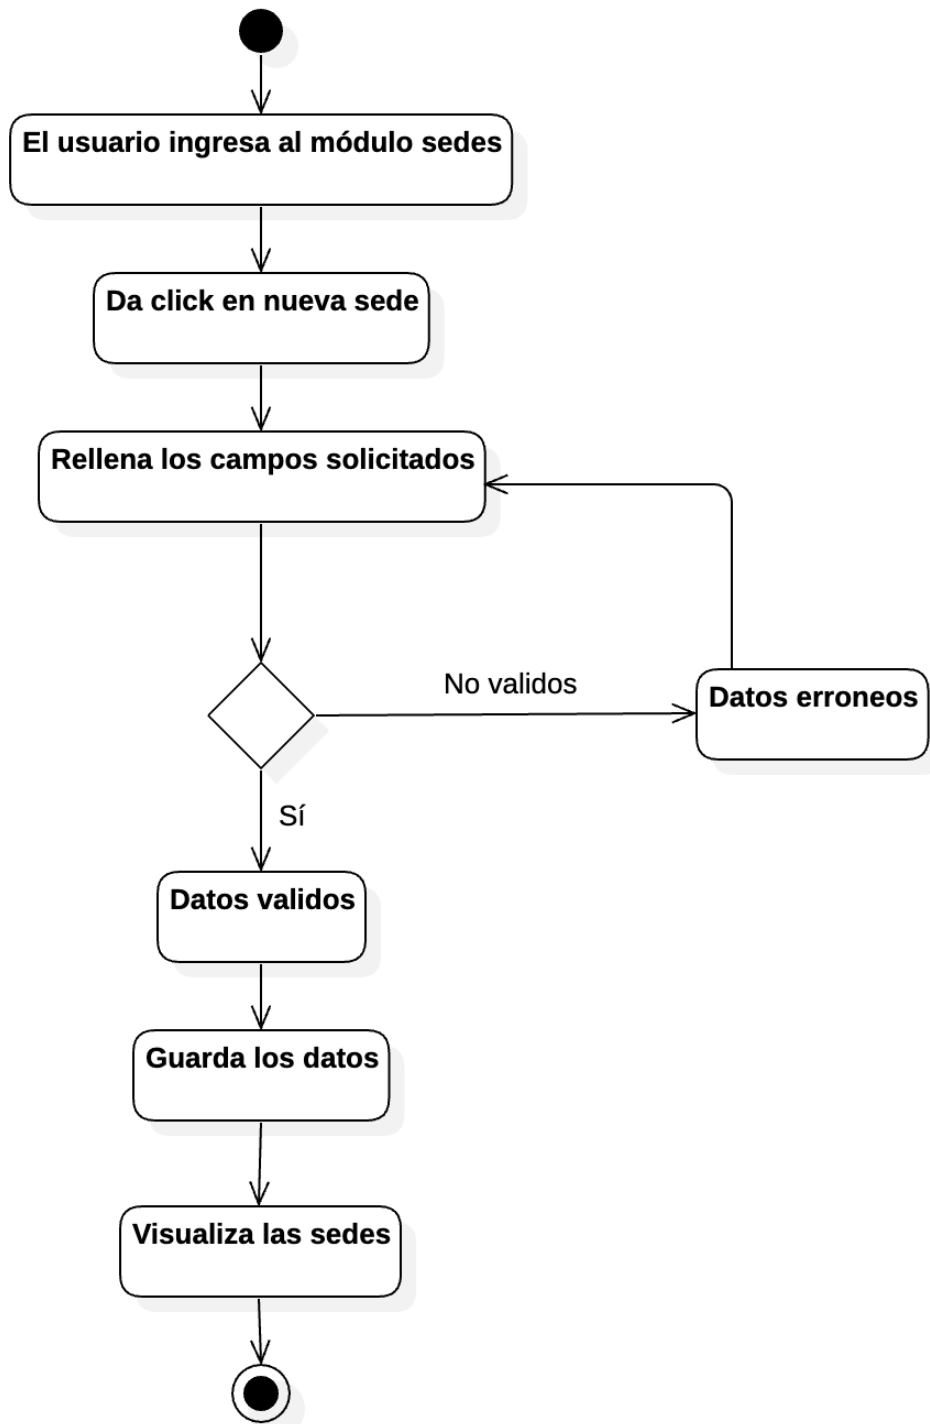 El usuario ingresa al módulo sedes
Da click en nueva sede
Rellena los campos solicitados
No validos
Datos erroneos
Sí
Datos validos
Guarda los datos
Visualiza las sedes